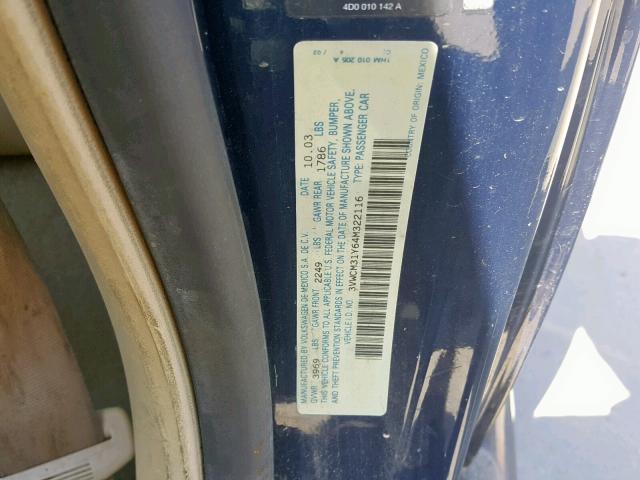 4D0 010 142 A
1HM 010 205 A
MANUFACTURED BY VOLKSWAGEN DE MEXICO S.A. DE C.V. DATE 10.03
GVWR 3969 LBS GAWR FRONT 2249 LBS GAWR REAR 1786 LBS
THIS VEHICLE CONFORMS TO ALL APPLICABLE U.S. FEDERAL MOTOR VEHICLE SAFETY, BUMPER,
AND THEFT PREVENTION STANDARDS IN EFFECT ON THE DATE OF MANUFACTURE SHOWN ABOVE.
VEHICLE I.D. NO.: 3VWCM31Y64M322116 TYPE: PASSENGER CAR
COUNTRY OF ORIGIN: MEXICO